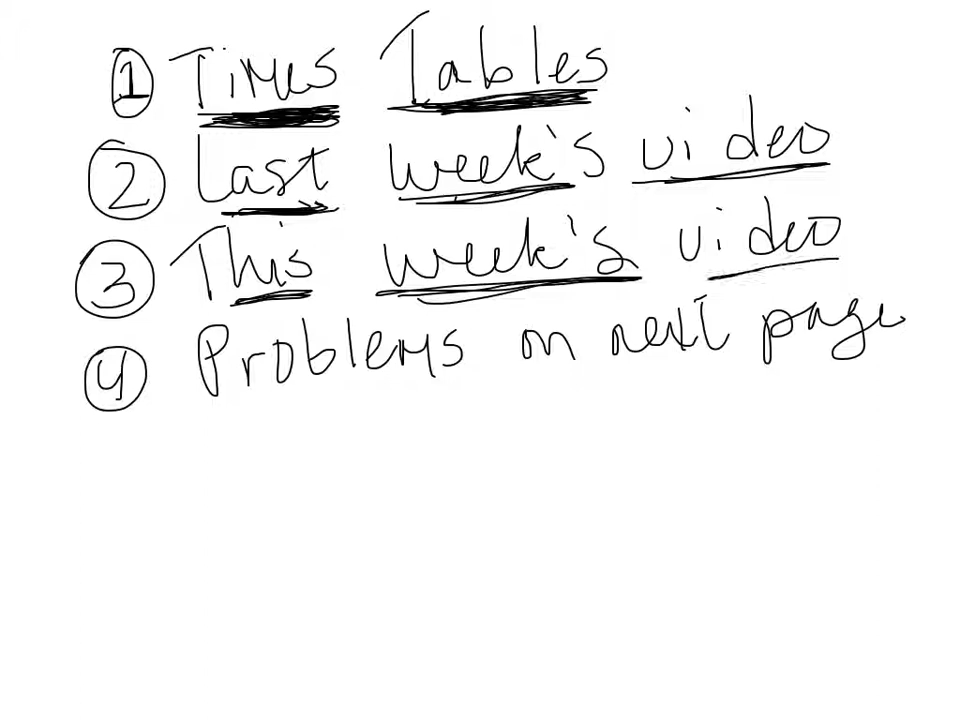 ① Times Tables
② Last week's video
③ This week's video
④ Problems on next page